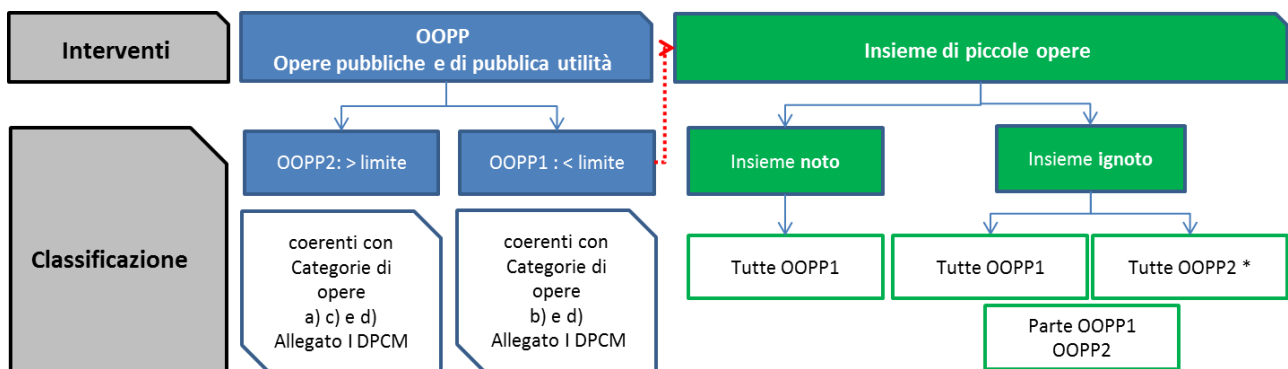 Interventi
OOPP
Opere pubbliche e di pubblica utilità
Insieme di piccole opere
Classificazione
OOPP2: > limite
OOPP1 : < limite
Insieme noto
Insieme ignoto
coerenti con
Categorie di
opere
a) c) e d)
Allegato I DPCM
coerenti con
Categorie di
opere
b) e d)
Allegato I DPCM
Tutte OOPP1
Tutte OOPP1
Tutte OOPP2 *
Parte OOPP1
OOPP2